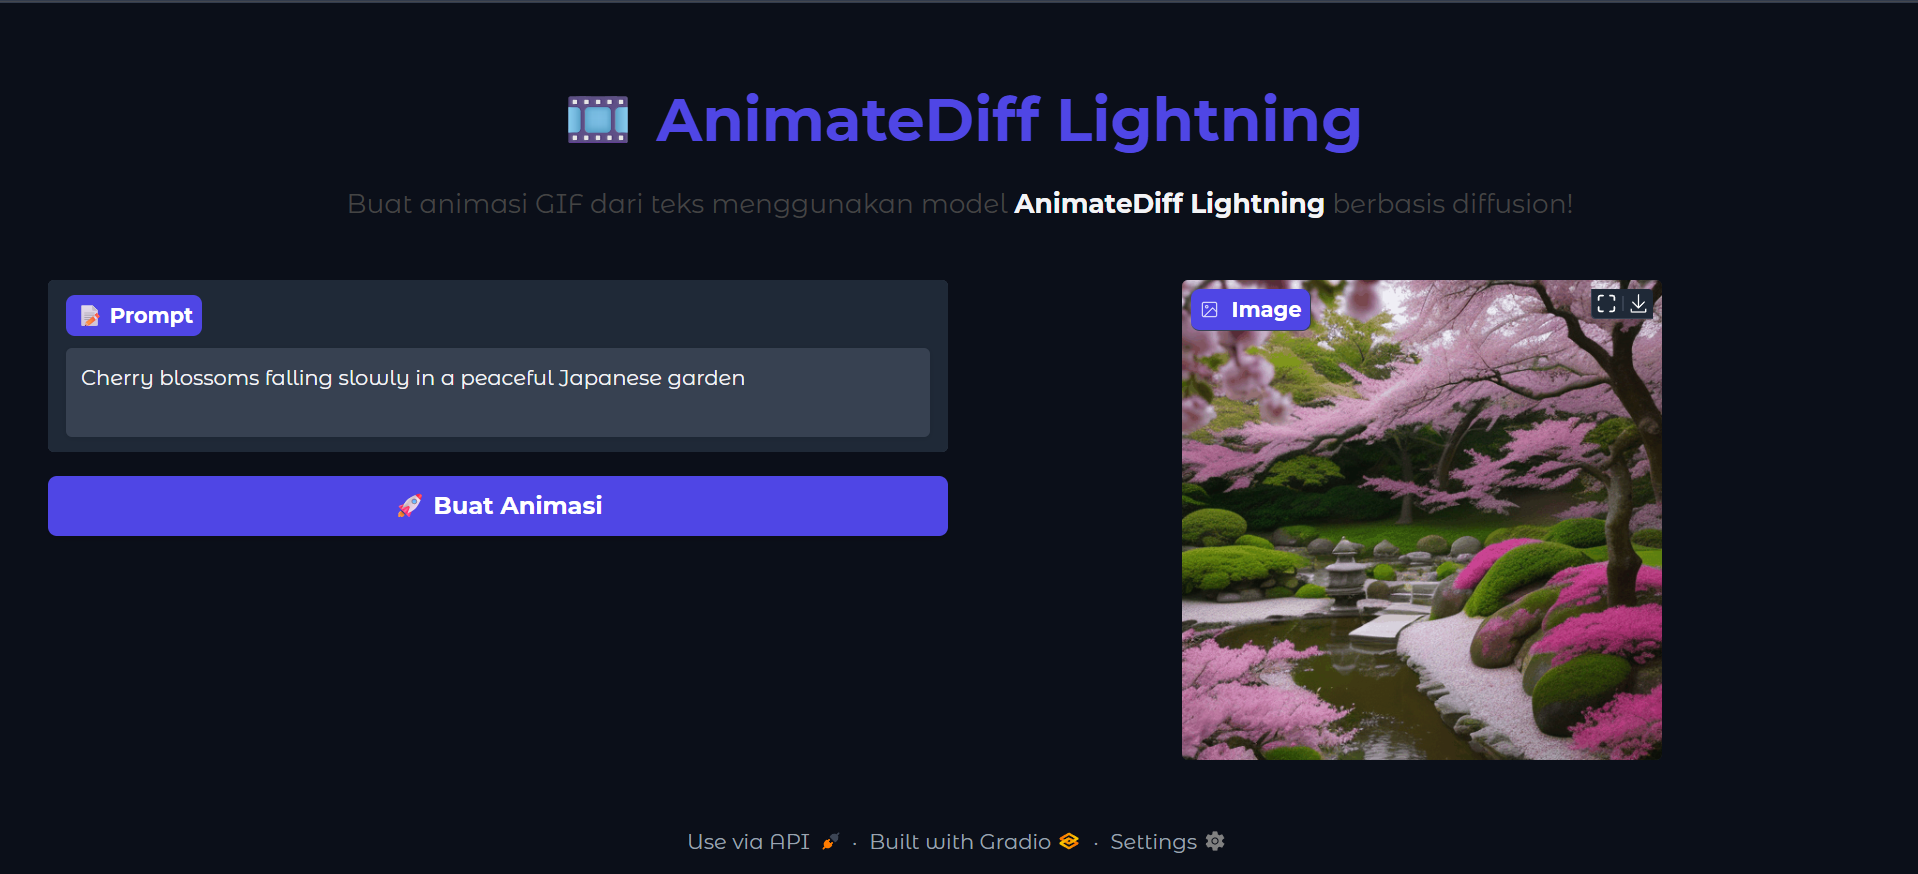 AnimateDiff Lightning
Buat animasi GIF dari teks menggunakan model AnimateDiff Lightning berbasis diffusion!
Prompt
Cherry blossoms falling slowly in a peaceful Japanese garden
Buat Animasi
Image
Use via API · Built with Gradio · Settings